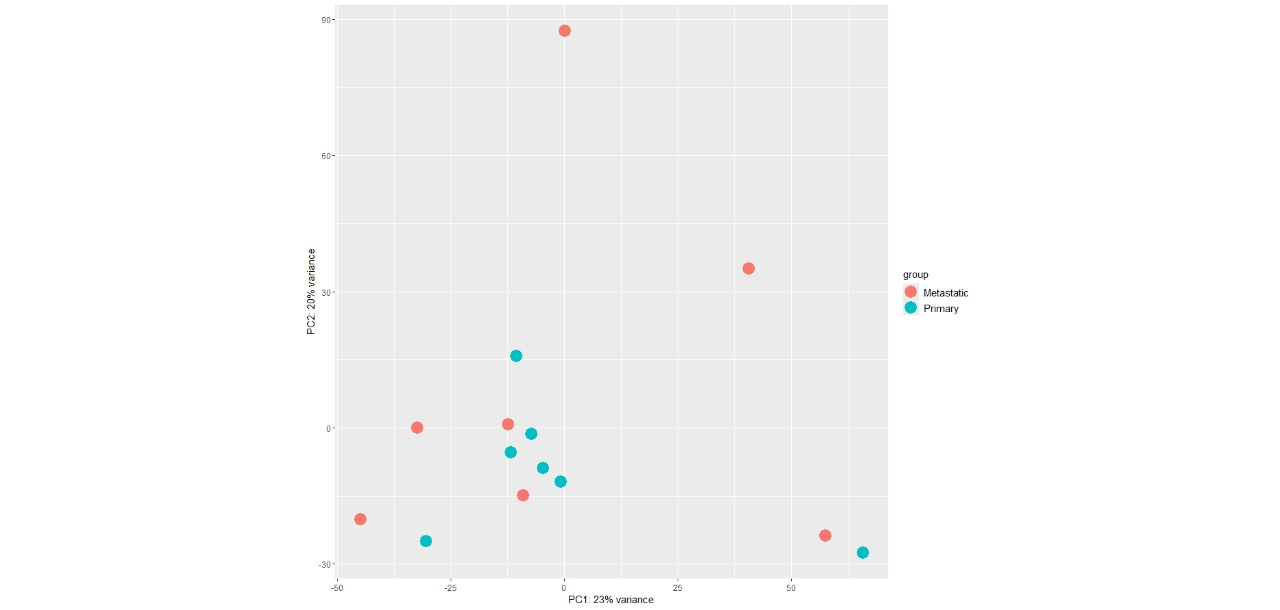 90
60
30
0
-30
PC2: 20% variance
-50
-25
0
25
50
PC1: 23% variance
group
Metastatic
Primary